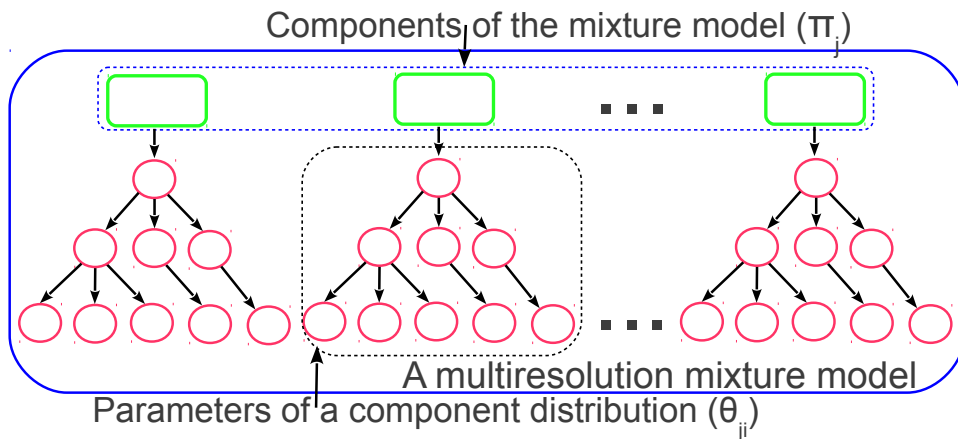 Components of the mixture model (π_j)
A multiresolution mixture model
Parameters of a component distribution (θ_ji)